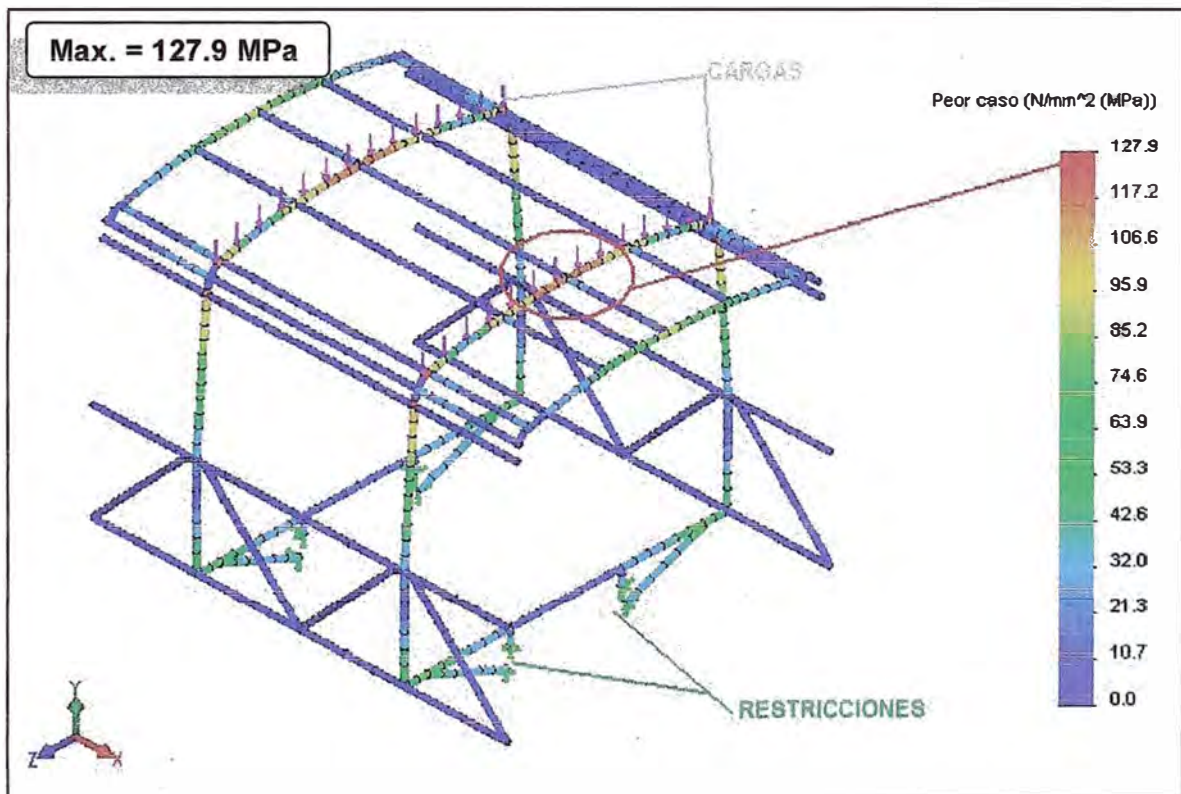 Max. = 127.9 MPa
CARGAS
Peor caso (N/mm^2 (MPa))
127.9
117.2
106.6
95.9
85.2
74.6
63.9
53.3
42.6
32.0
21.3
10.7
0.0
RESTRICCIONES
Y
Z
X